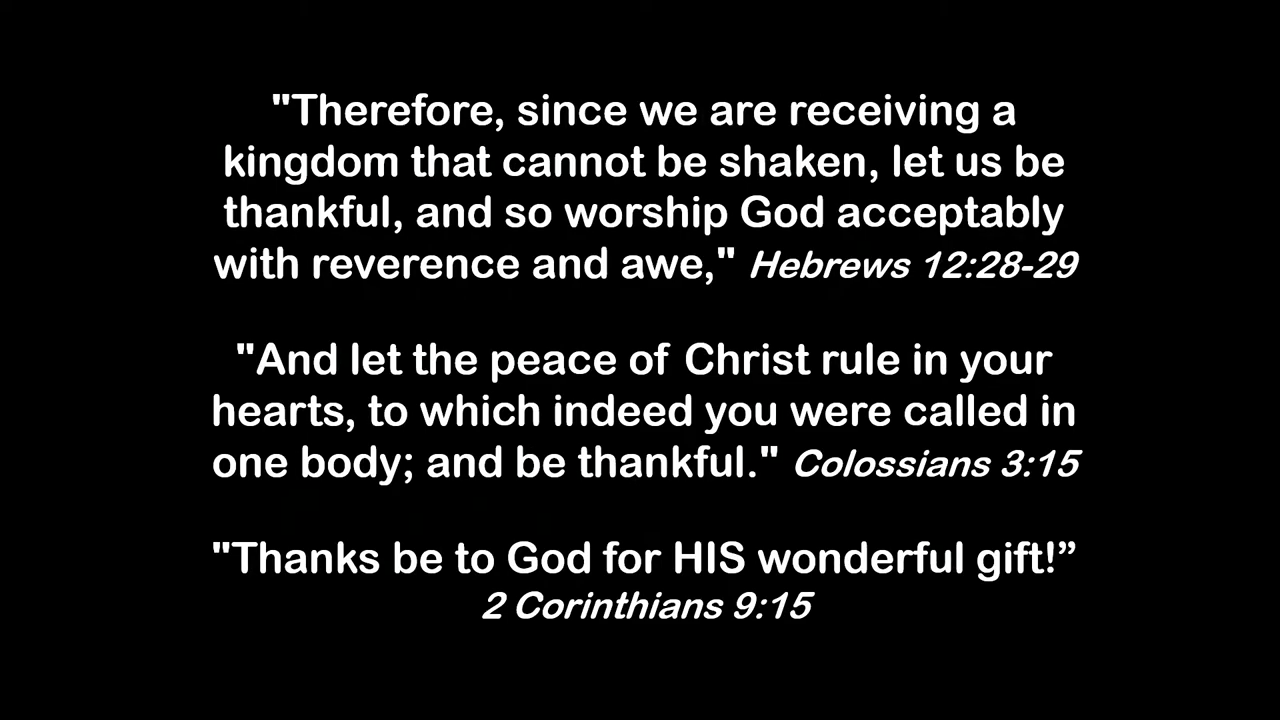 "Therefore, since we are receiving a
kingdom that cannot be shaken, let us be
thankful, and so worship God acceptably
with reverence and awe," Hebrews 12:28-29
"And let the peace of Christ rule in your
hearts, to which indeed you were called in
one body; and be thankful." Colossians 3:15
"Thanks be to God for HIS wonderful gift!”
2 Corinthians 9:15